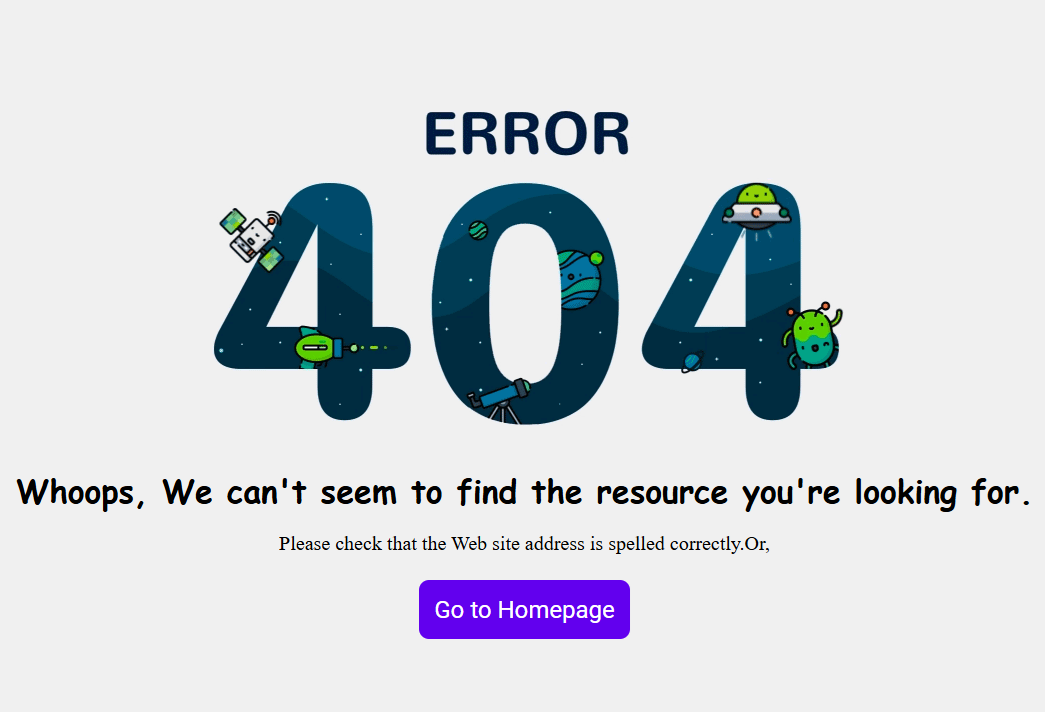 ERROR
404
Whoops, We can't seem to find the resource you're looking for.
Please check that the Web site address is spelled correctly.Or,
Go to Homepage